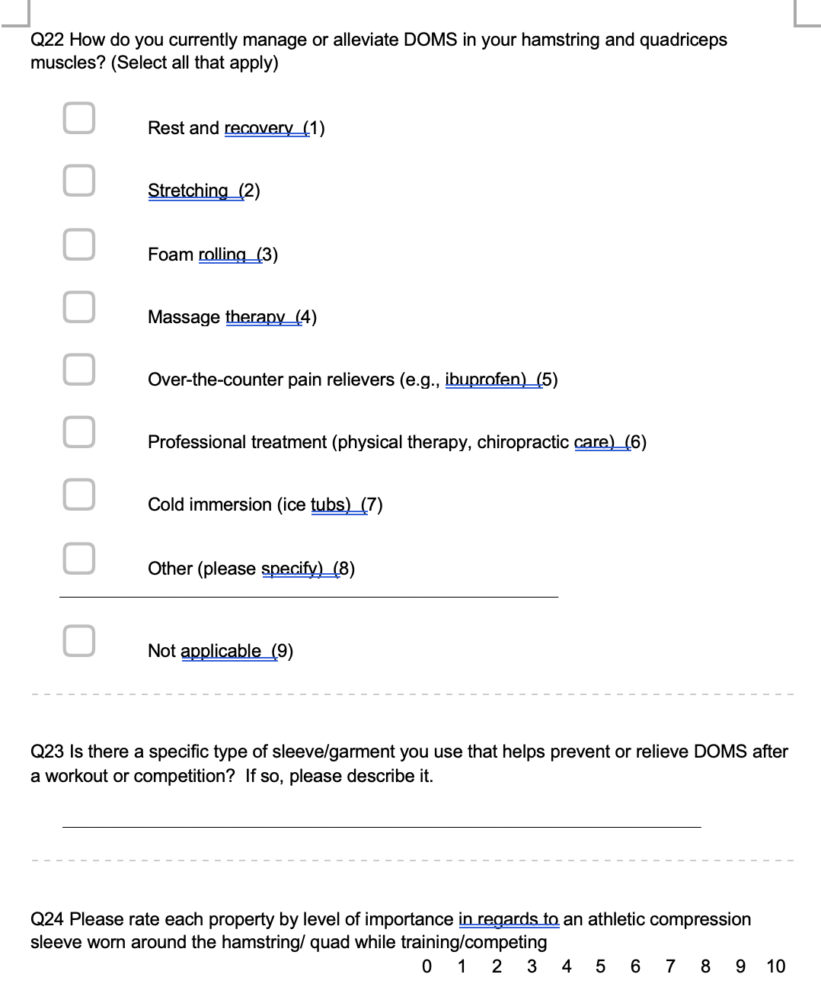 Q22 How do you currently manage or alleviate DOMS in your hamstring and quadriceps
muscles? (Select all that apply)
Rest and recovery  (1)
Stretching  (2)
Foam rolling  (3)
Massage therapy  (4)
Over-the-counter pain relievers (e.g., ibuprofen)  (5)
Professional treatment (physical therapy, chiropractic care)  (6)
Cold immersion (ice tubs)  (7)
Other (please specify)  (8)
Not applicable  (9)
Q23 Is there a specific type of sleeve/garment you use that helps prevent or relieve DOMS after
a workout or competition?  If so, please describe it.
Q24 Please rate each property by level of importance in regards to an athletic compression
sleeve worn around the hamstring/ quad while training/competing
0 1 2 3 4 5 6 7 8 9 10